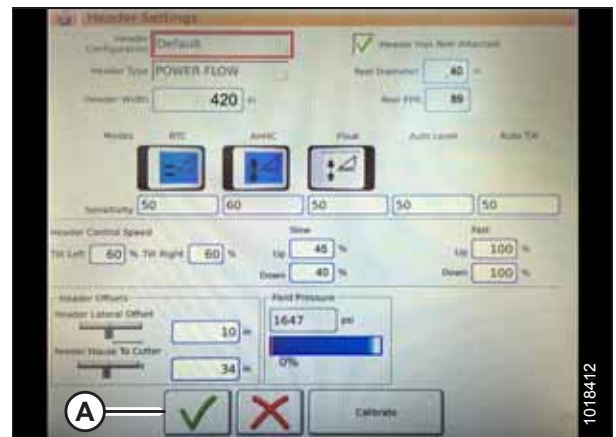 Header Settings
Header Configuration Default
Header Has Reel Attached
Header Type POWER FLOW
Reel Diameter 40 in
Header Width 420 in
Reel PPR 89
Modes RTC AHHC Float Auto Level Auto Tilt
Sensitivity 50 60 50 50 50
Header Control Speed
Slow
Fast
Tilt Left 60 % Tilt Right 60 %
Up 45 %
Up 100 %
Down 40 %
Down 100 %
Header Offsets
Field Pressure
Header Lateral Offset
10 in
1647 psi
Feeder House To Cutter
34 in
0%
A
Calibrate
1018412